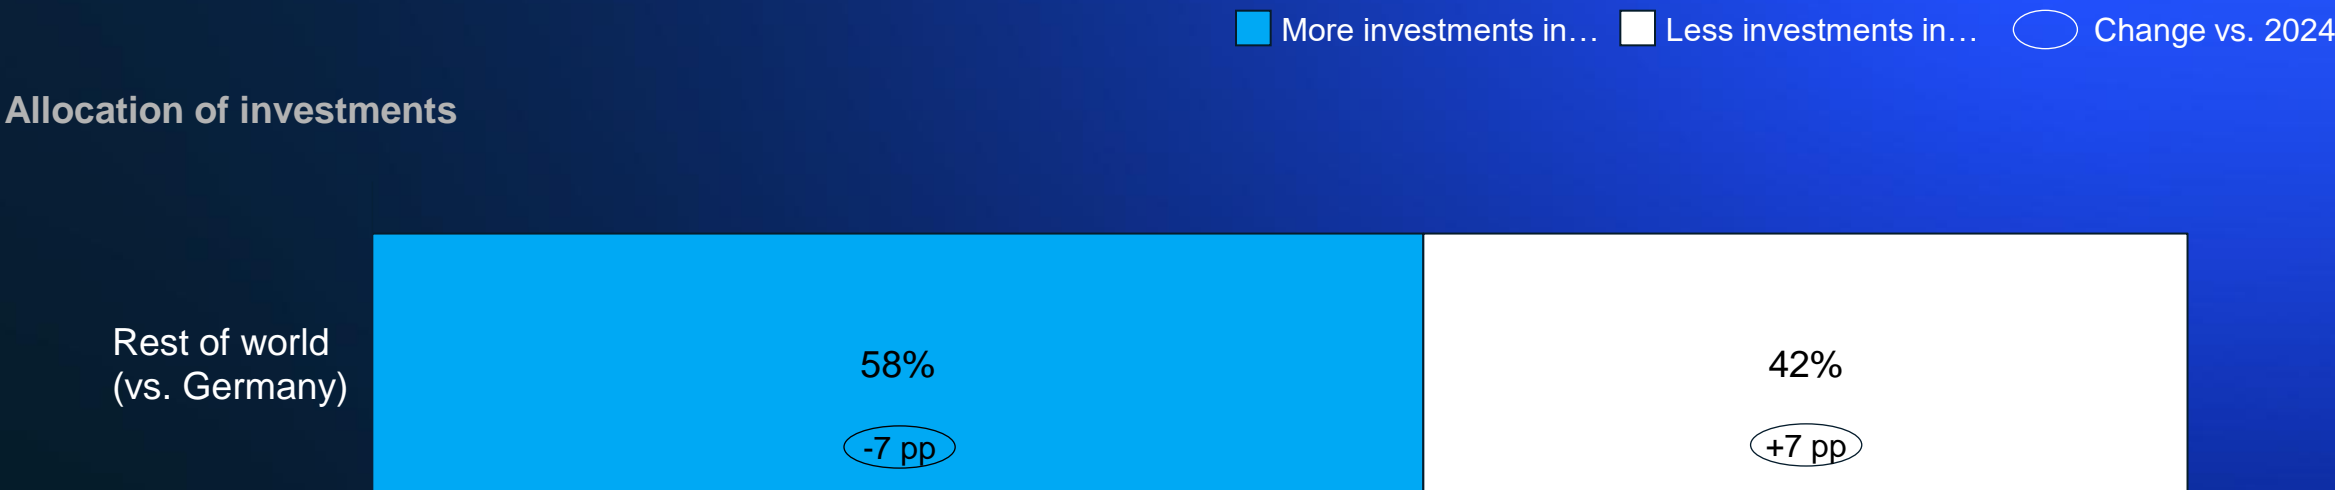 More investments in… Less investments in… Change vs. 2024
Allocation of investments
Rest of world
(vs. Germany)
58%
42%
-7 pp
+7 pp